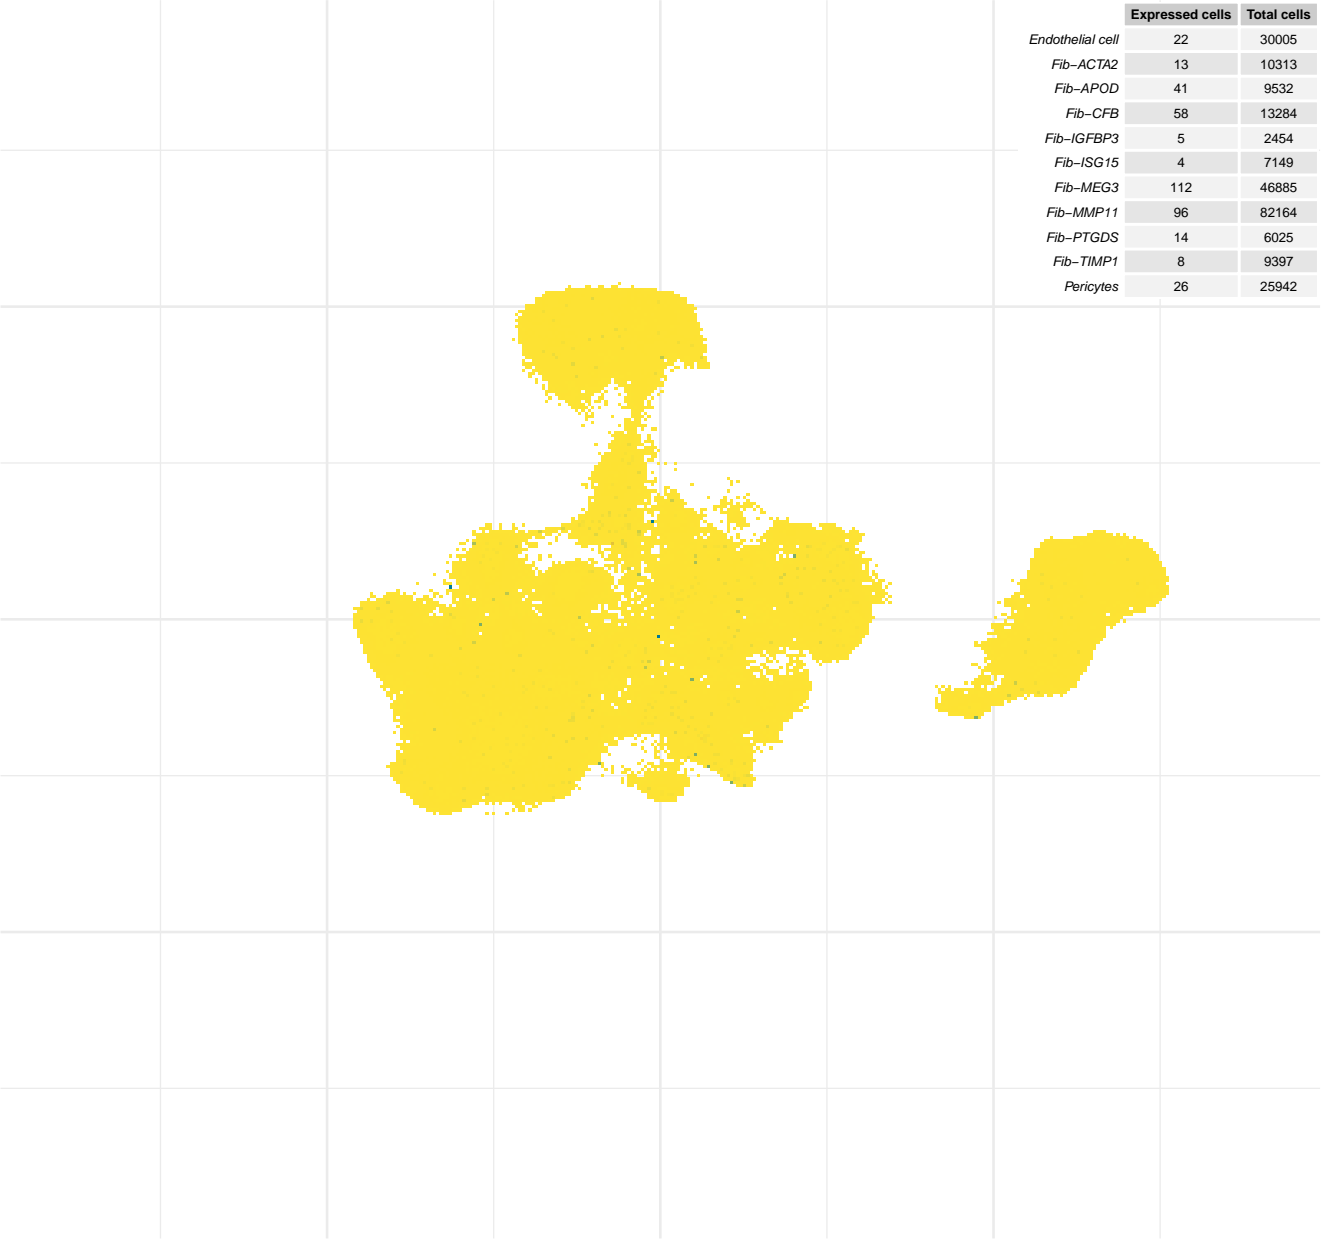 Expressed cells Total cells
Endothelial cell 22 30005
Fib−ACTA2 13 10313
Fib−APOD 41 9532
Fib−CFB 58 13284
Fib−IGFBP3 5 2454
Fib−ISG15 4 7149
Fib−MEG3 112 46885
Fib−MMP11 96 82164
Fib−PTGDS 14 6025
Fib−TIMP1 8 9397
Pericytes 26 25942